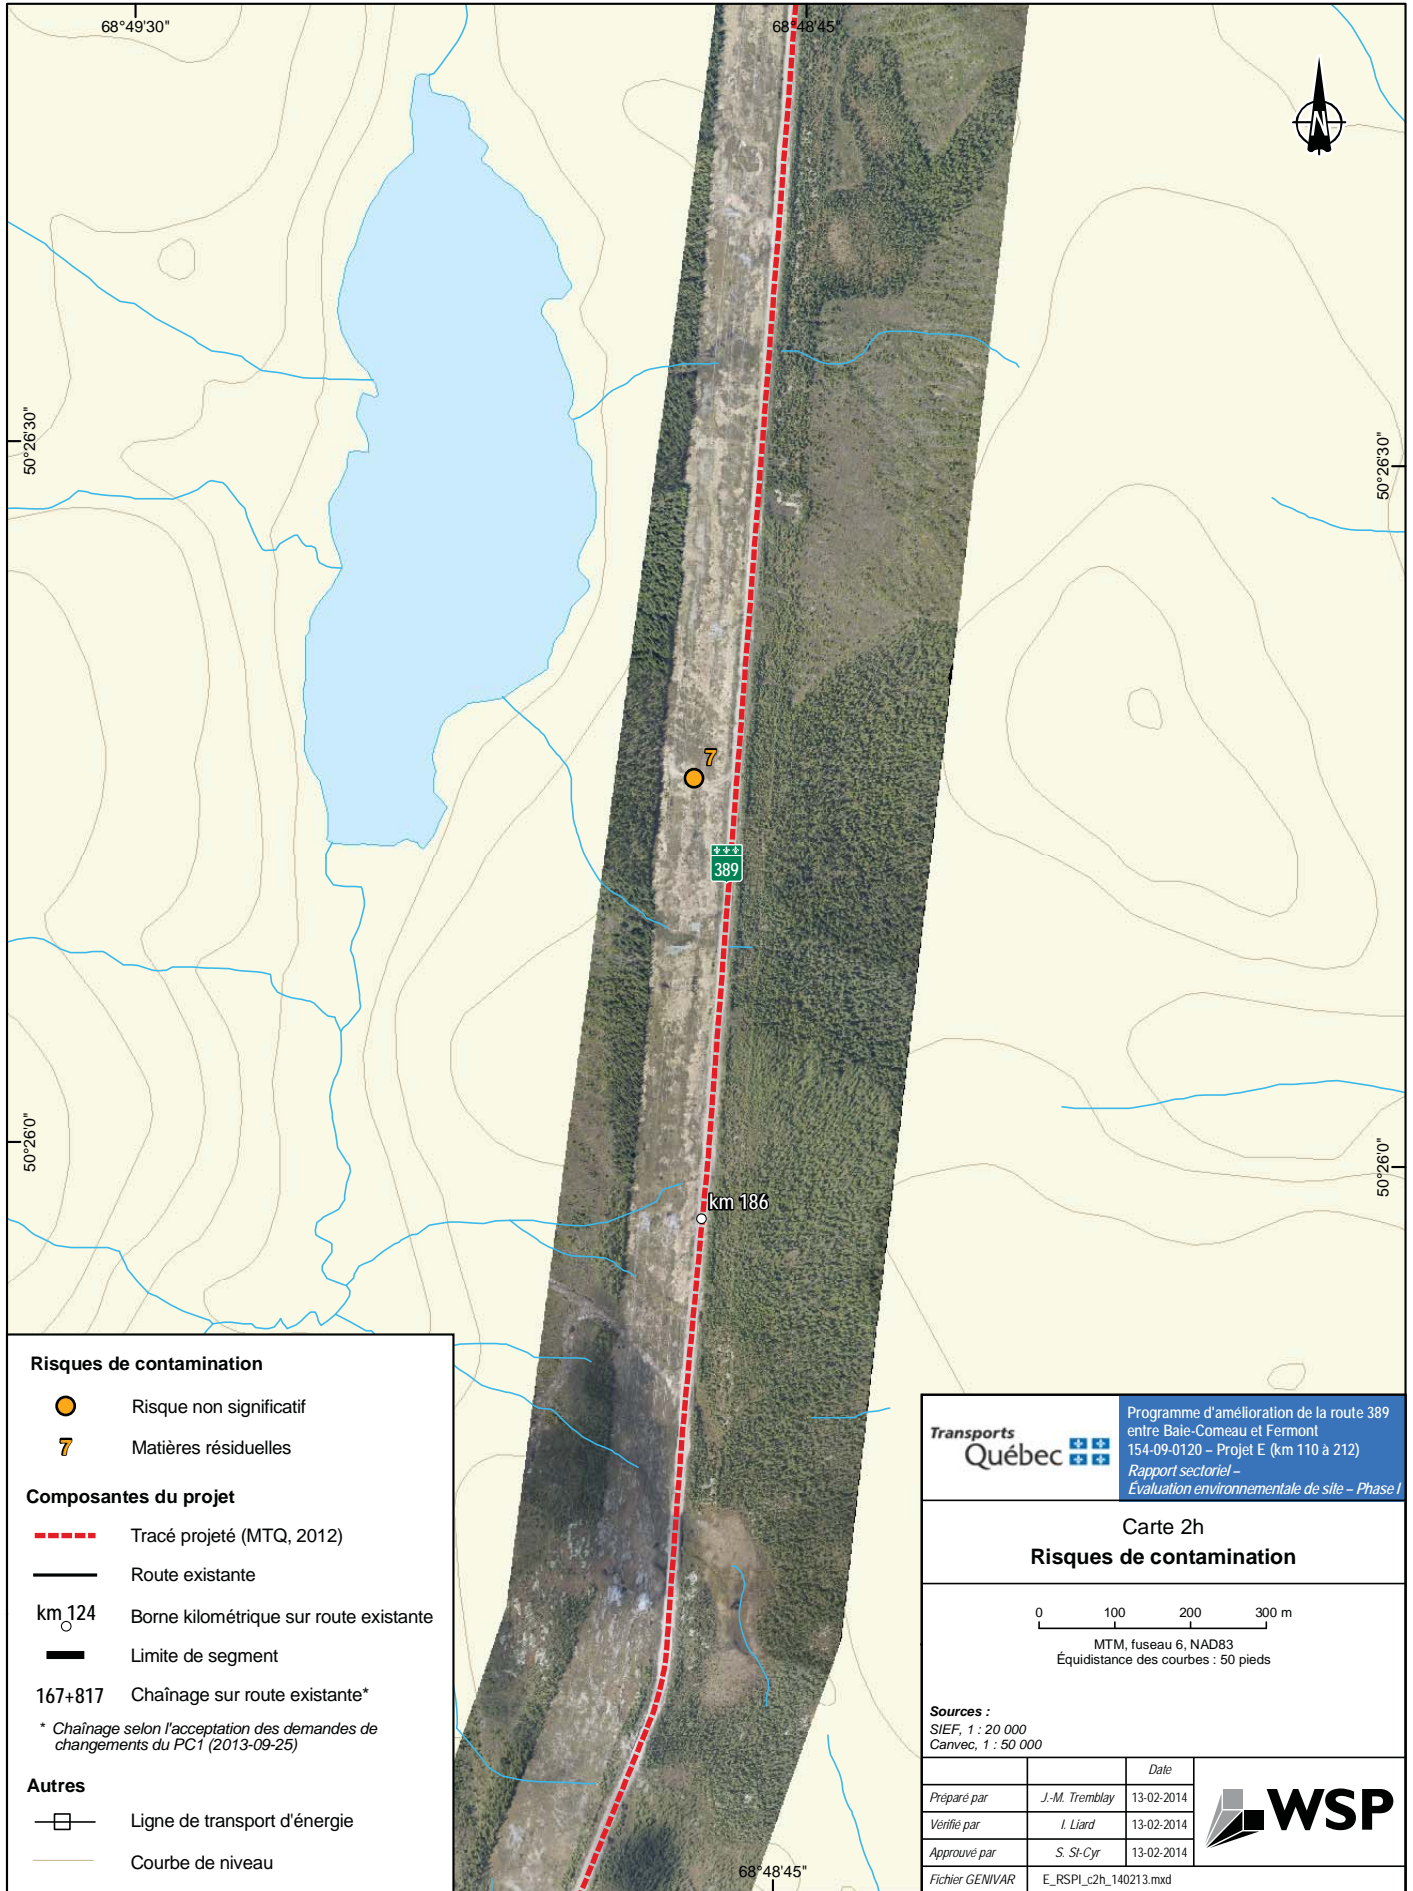 68°49'30"
68°48'45"
N
50°26'30"
50°26'30"
7
389
50°26'0"
50°26'0"
km 186
68°48'45"
Risques de contamination
Risque non significatif
7 Matières résiduelles
Composantes du projet
Tracé projeté (MTQ, 2012)
Route existante
km 124 Borne kilométrique sur route existante
Limite de segment
167+817 Chaînage sur route existante*
* Chaînage selon l'acceptation des demandes de
changements du PC1 (2013-09-25)
Autres
Ligne de transport d'énergie
Courbe de niveau
Transports
Québec
Programme d'amélioration de la route 389
entre Baie-Comeau et Fermont
154-09-0120 – Projet E (km 110 à 212)
Rapport sectoriel –
Évaluation environnementale de site – Phase I
Carte 2h
Risques de contamination
0 100 200 300 m
MTM, fuseau 6, NAD83
Équidistance des courbes : 50 pieds
Sources :
SIEF, 1 : 20 000
Canvec, 1 : 50 000
Date
Préparé par J.-M. Tremblay 13-02-2014
Vérifié par I. Liard 13-02-2014
Approuvé par S. St-Cyr 13-02-2014
Fichier GENIVAR E_RSPI_c2h_140213.mxd
WSP